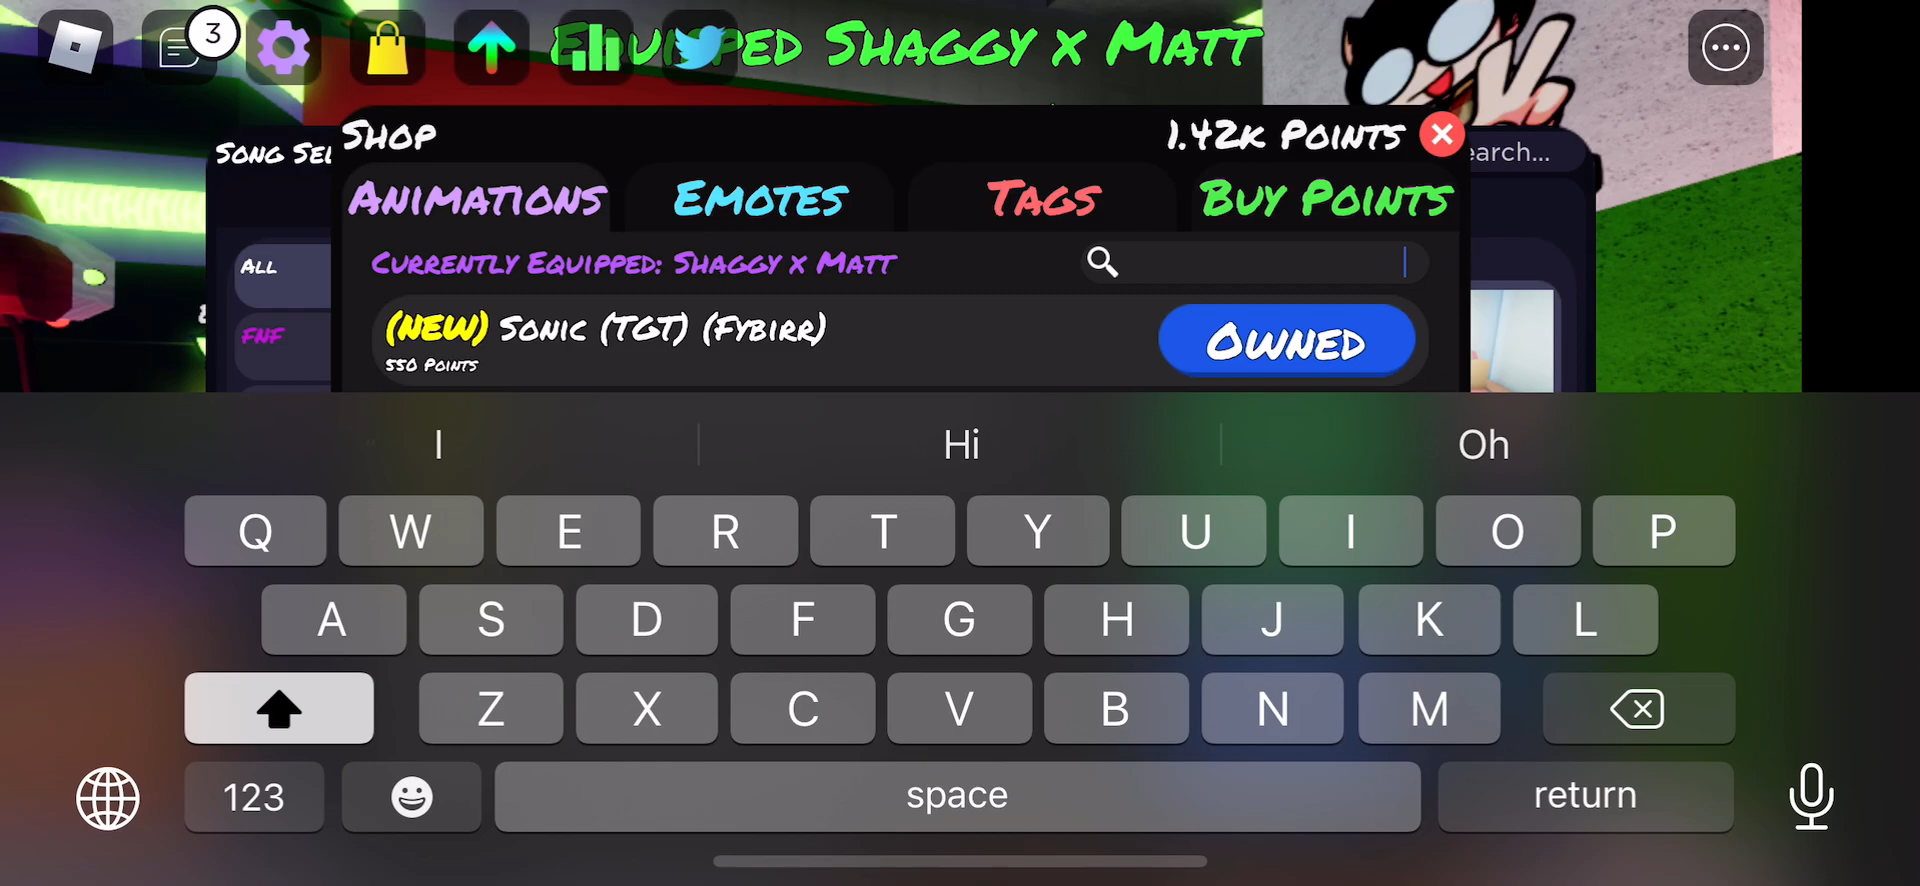 3
Equipped Shaggy x Matt
Shop
1.42k Points
Song Sel
earch...
Animations
Emotes
Tags
Buy Points
Currently Equipped: Shaggy x Matt
All
(NEW) Sonic (TGT) (Fybirr)
550 Points
Owned
FNF
I
Hi
Oh
Q W E R T Y U I O P
A S D F G H J K L
Z X C V B N M
123
space
return